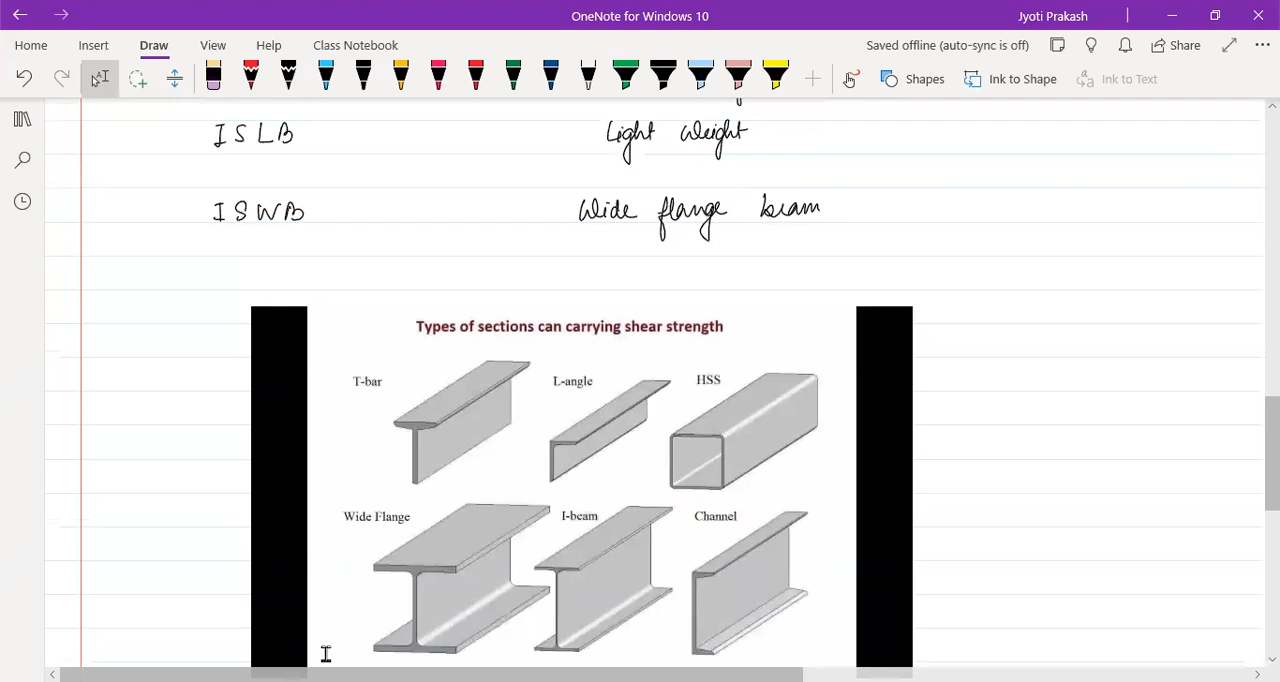 OneNote for Windows 10
Jyoti Prakash
Home Insert Draw View Help Class Notebook
Saved offline (auto-sync is off) Share
Shapes Ink to Shape Ink to Text
ISLB Light Weight
ISWB Wide flange beam
Types of sections can carrying shear strength
T-bar L-angle HSS
Wide Flange I-beam Channel